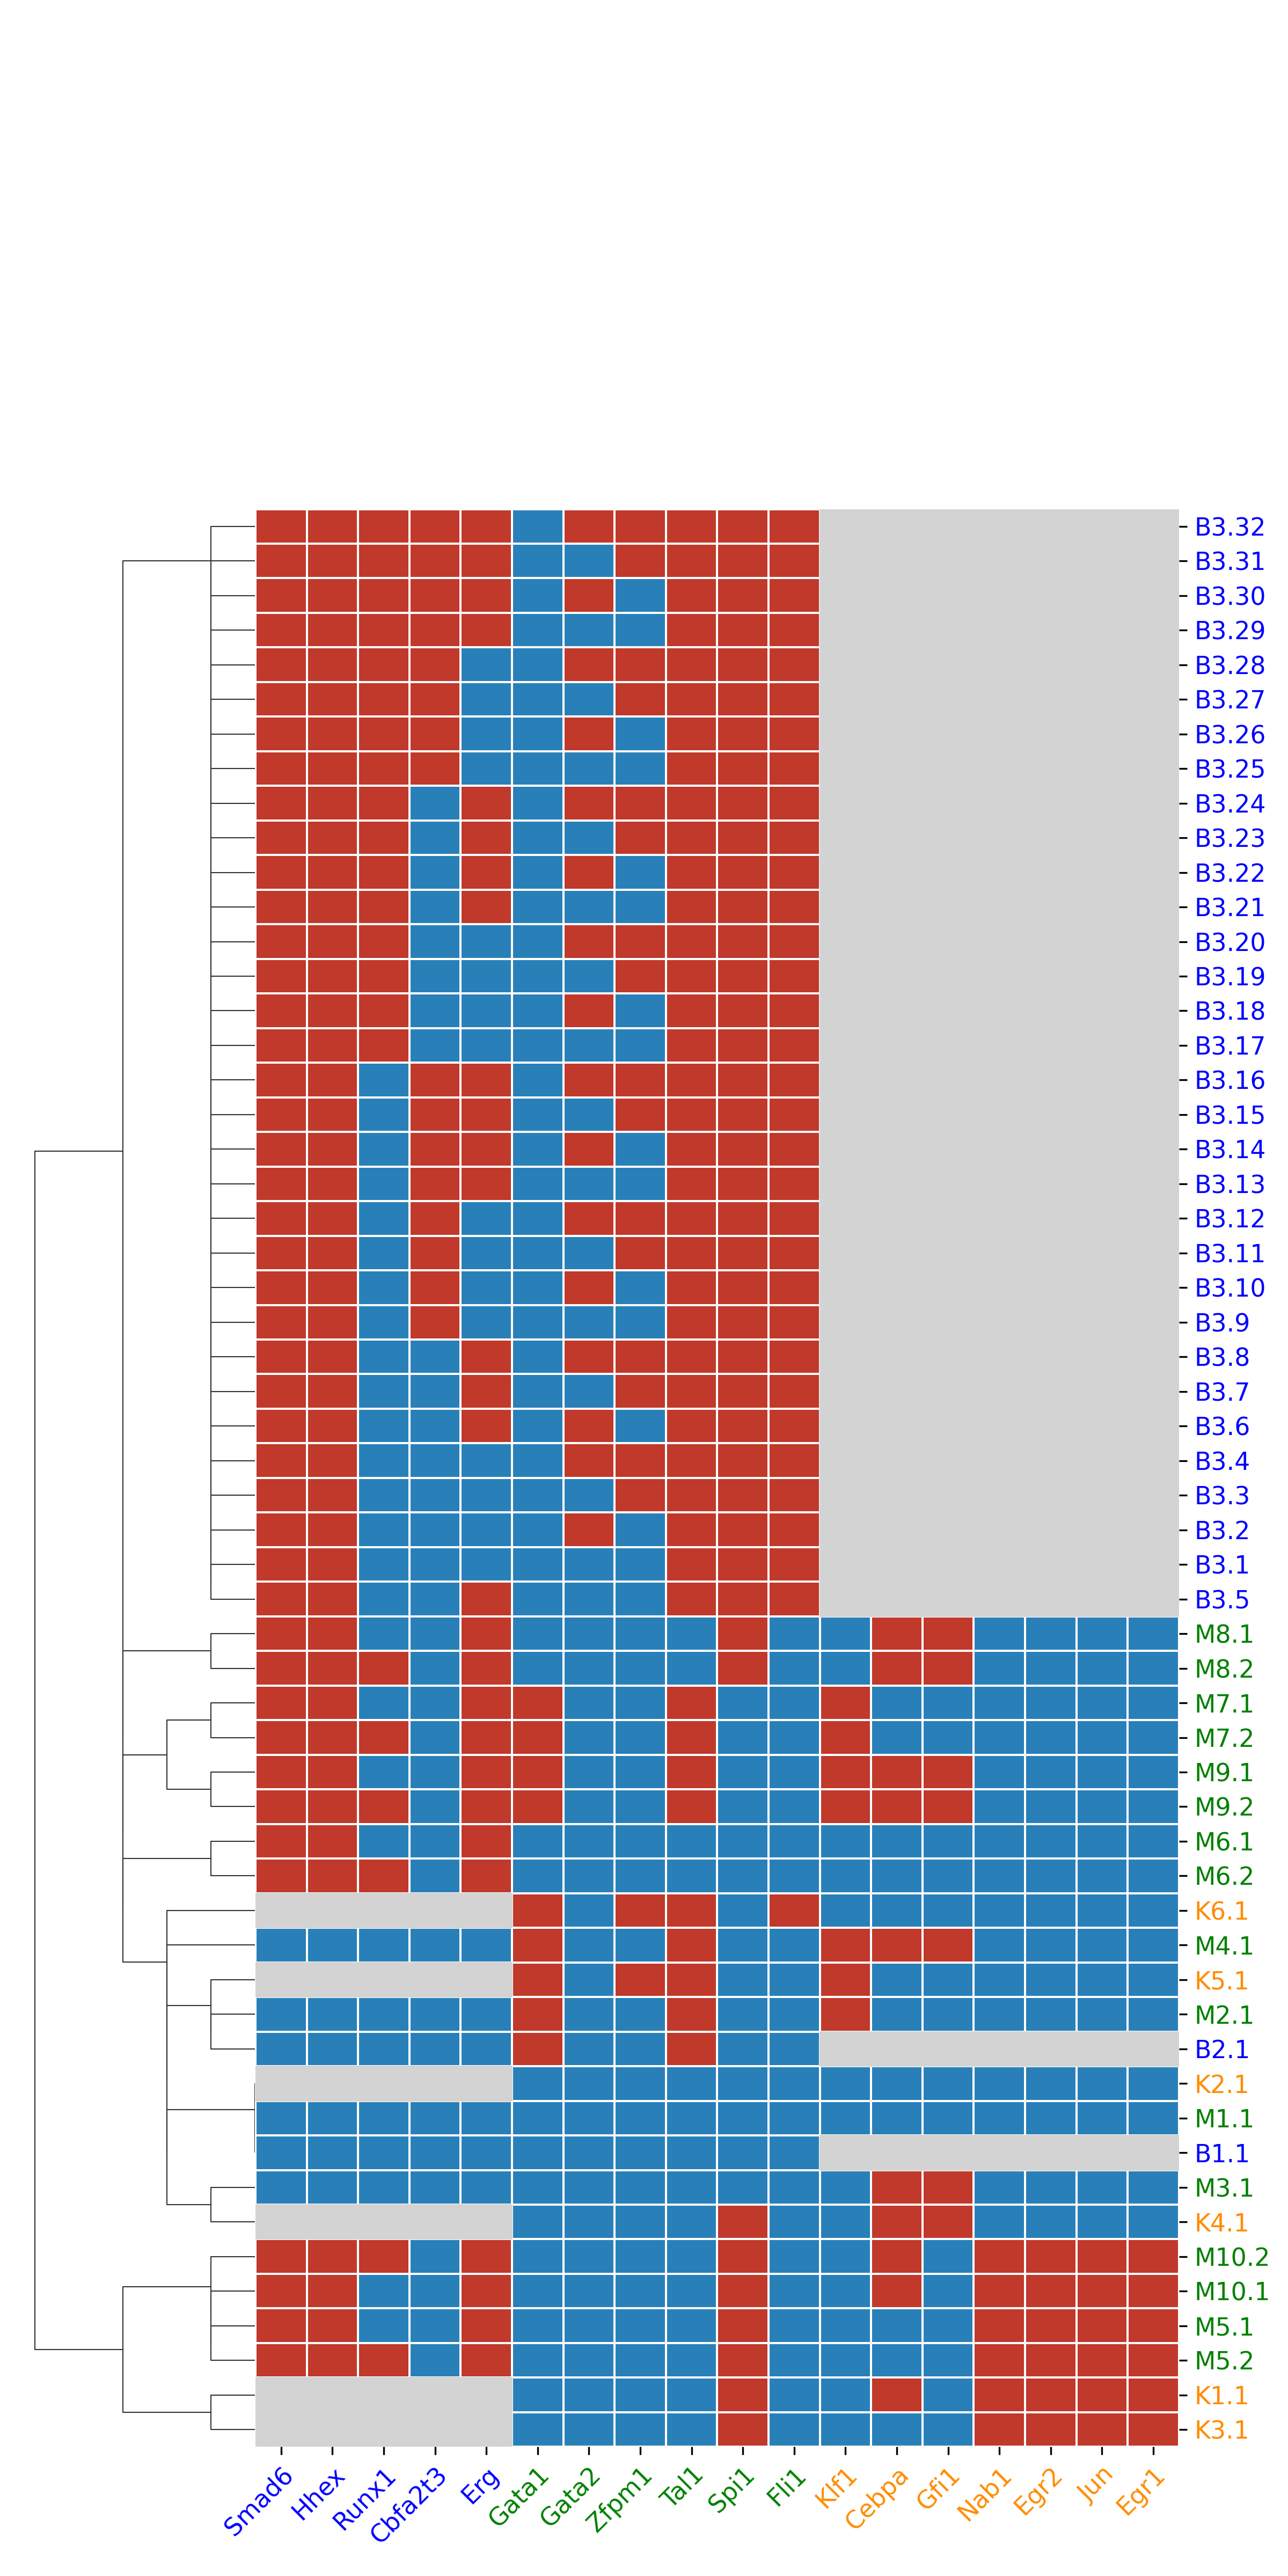 B3.32
B3.31
B3.30
B3.29
B3.28
B3.27
B3.26
B3.25
B3.24
B3.23
B3.22
B3.21
B3.20
B3.19
B3.18
B3.17
B3.16
B3.15
B3.14
B3.13
B3.12
B3.11
B3.10
B3.9
B3.8
B3.7
B3.6
B3.4
B3.3
B3.2
B3.1
B3.5
M8.1
M8.2
M7.1
M7.2
M9.1
M9.2
M6.1
M6.2
K6.1
M4.1
K5.1
M2.1
B2.1
K2.1
M1.1
B1.1
M3.1
K4.1
M10.2
M10.1
M5.1
M5.2
K1.1
K3.1
Smad6
Hhex
Runx1
Cbfa2t3
Erg
Gata1
Gata2
Zfpm1
Tal1
Spi1
Fli1
Klf1
Cebpa
Gfi1
Nab1
Egr2
Jun
Egr1